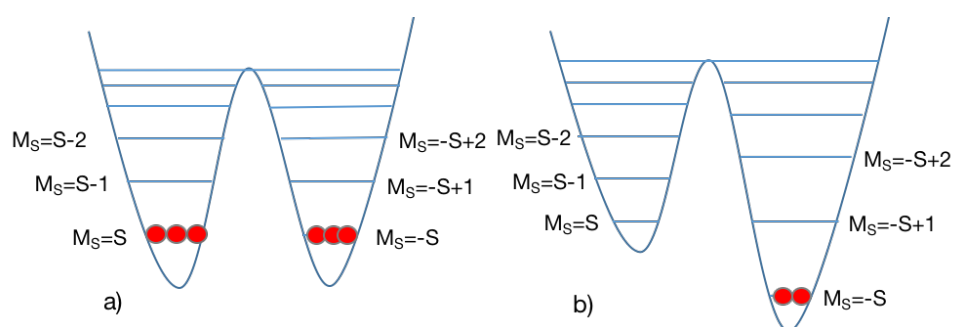 M_S=S-2
M_S=-S+2
M_S=S-1
M_S=-S+1
M_S=S
M_S=-S
a)
M_S=S-2
M_S=-S+2
M_S=S-1
M_S=S
M_S=-S+1
M_S=-S
b)